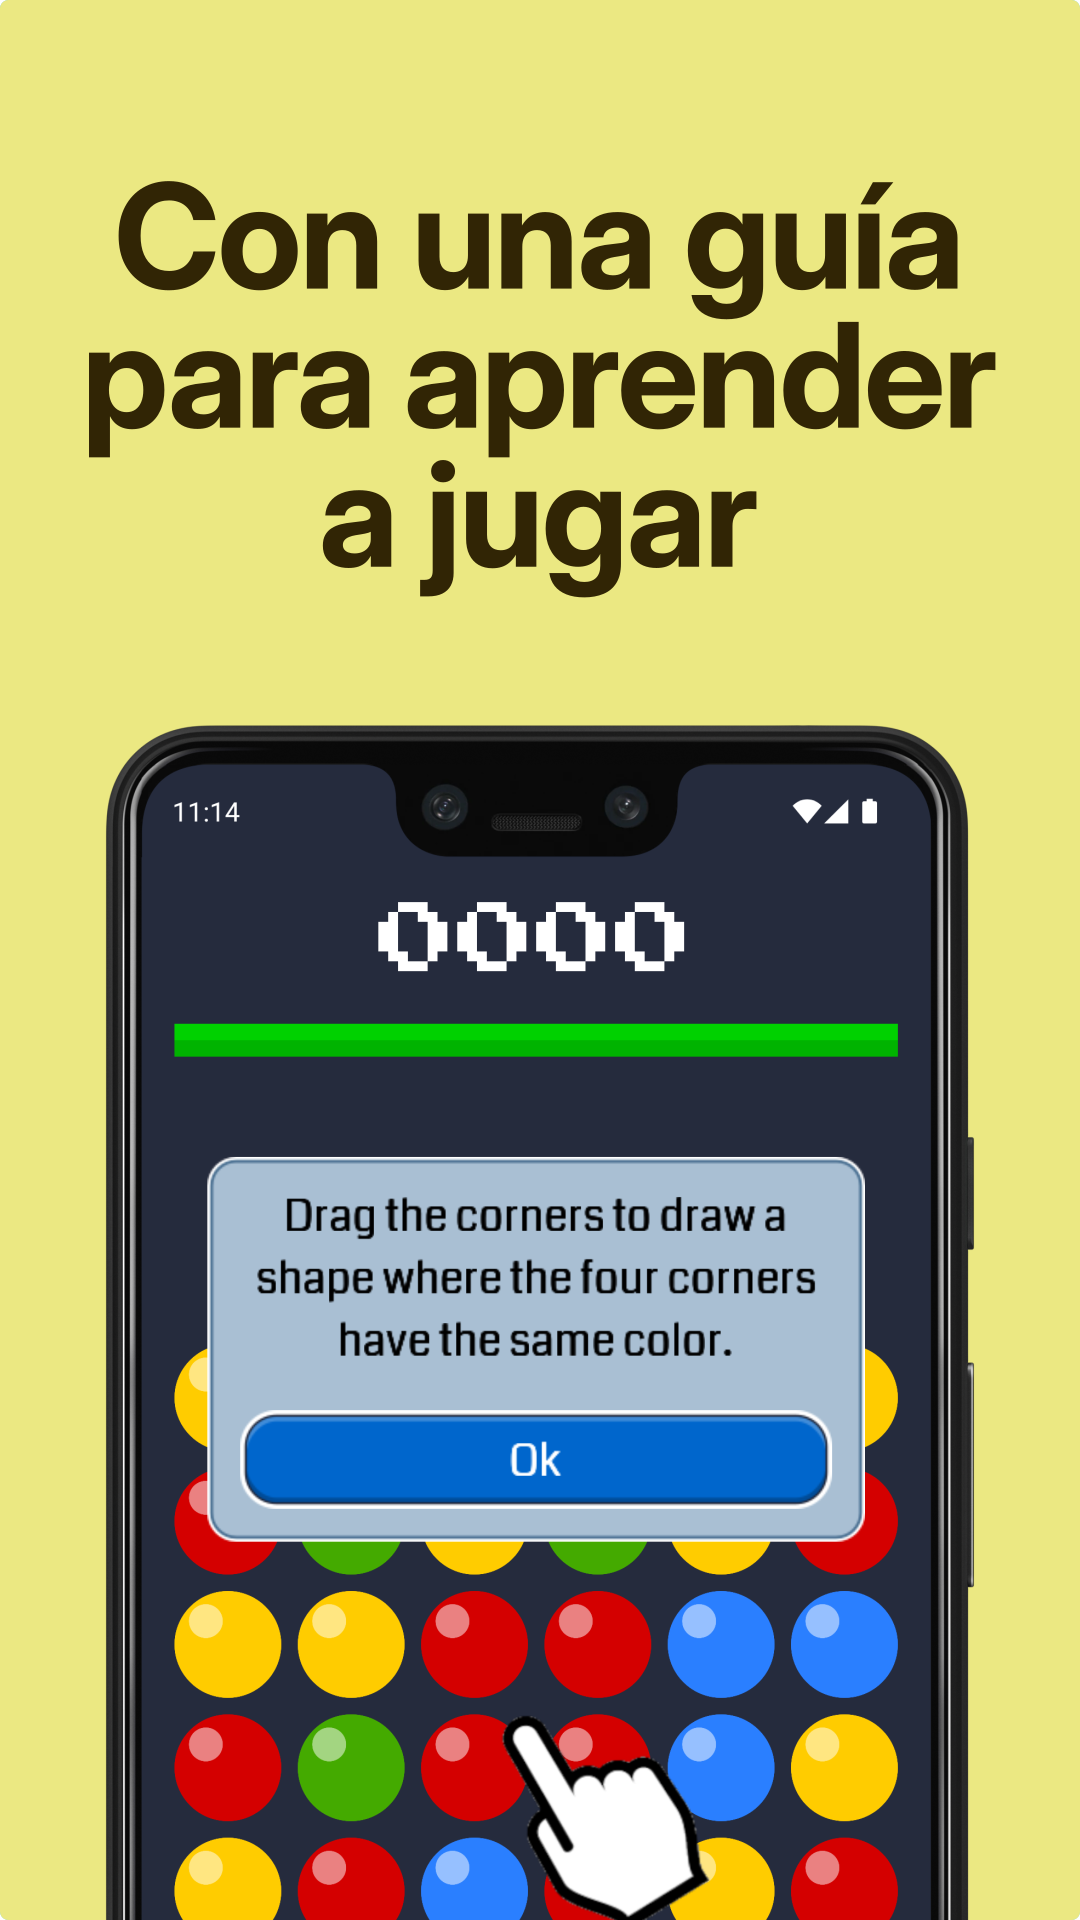 Con una guía
para aprender
a jugar
11:14
0000
Drag the corners to draw a
shape where the four corners
have the same color.
Ok